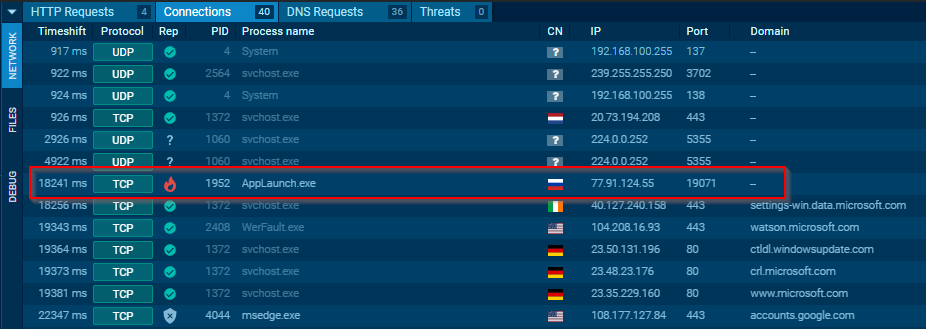 HTTP Requests 4 Connections 40 DNS Requests 36 Threats 0
Timeshift Protocol Rep PID Process name CN IP Port Domain
917 ms UDP 4 System ? 192.168.100.255 137 –
922 ms UDP 2564 svchost.exe ? 239.255.255.250 3702 –
924 ms UDP 4 System ? 192.168.100.255 138 –
926 ms TCP 1372 svchost.exe 20.73.194.208 443 –
2926 ms UDP ? 1060 svchost.exe ? 224.0.0.252 5355 –
4922 ms UDP ? 1060 svchost.exe ? 224.0.0.252 5355 –
18241 ms TCP 1952 AppLaunch.exe 77.91.124.55 19071 –
18256 ms TCP 1372 svchost.exe 40.127.240.158 443 settings-win.data.microsoft.com
19343 ms TCP 2408 WerFault.exe 104.208.16.93 443 watson.microsoft.com
19364 ms TCP 1372 svchost.exe 23.50.131.196 80 ctldl.windowsupdate.com
19373 ms TCP 1372 svchost.exe 23.48.23.176 80 crl.microsoft.com
19381 ms TCP 1372 svchost.exe 23.35.229.160 80 www.microsoft.com
22347 ms TCP 4044 msedge.exe 108.177.127.84 443 accounts.google.com
NETWORK
FILES
DEBUG